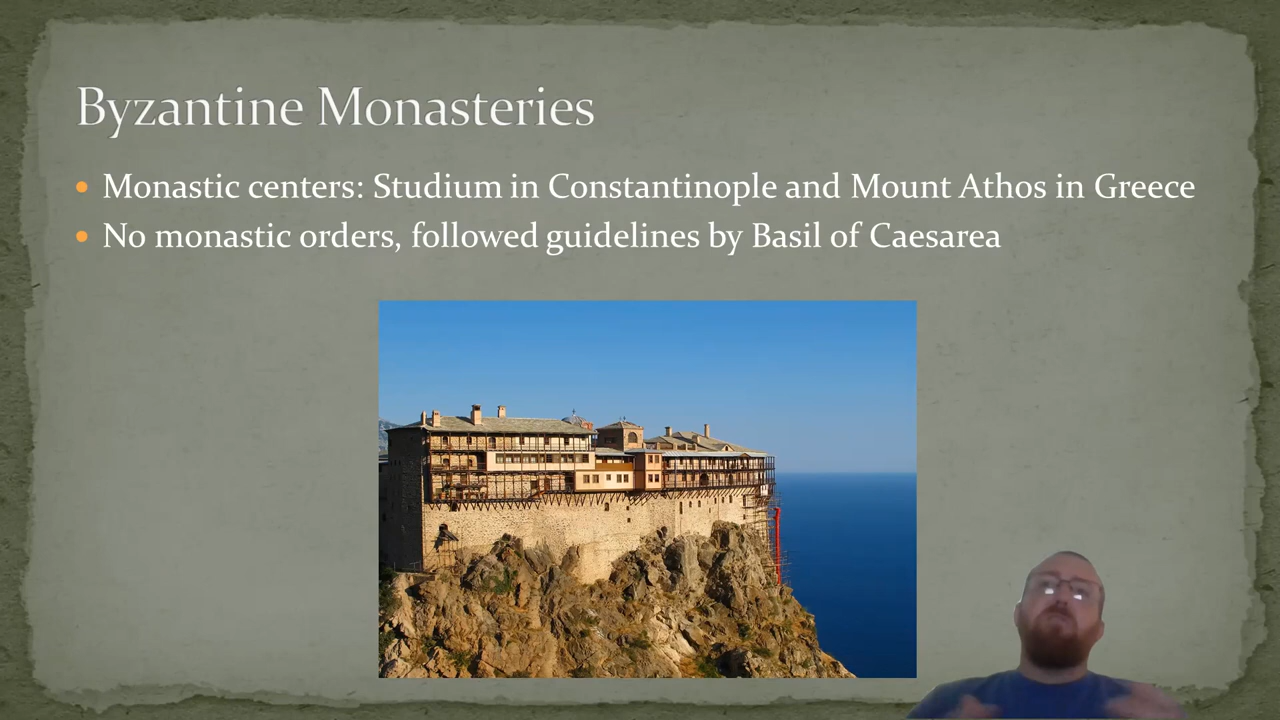 Byzantine Monasteries
• Monastic centers: Studium in Constantinople and Mount Athos in Greece
• No monastic orders, followed guidelines by Basil of Caesarea